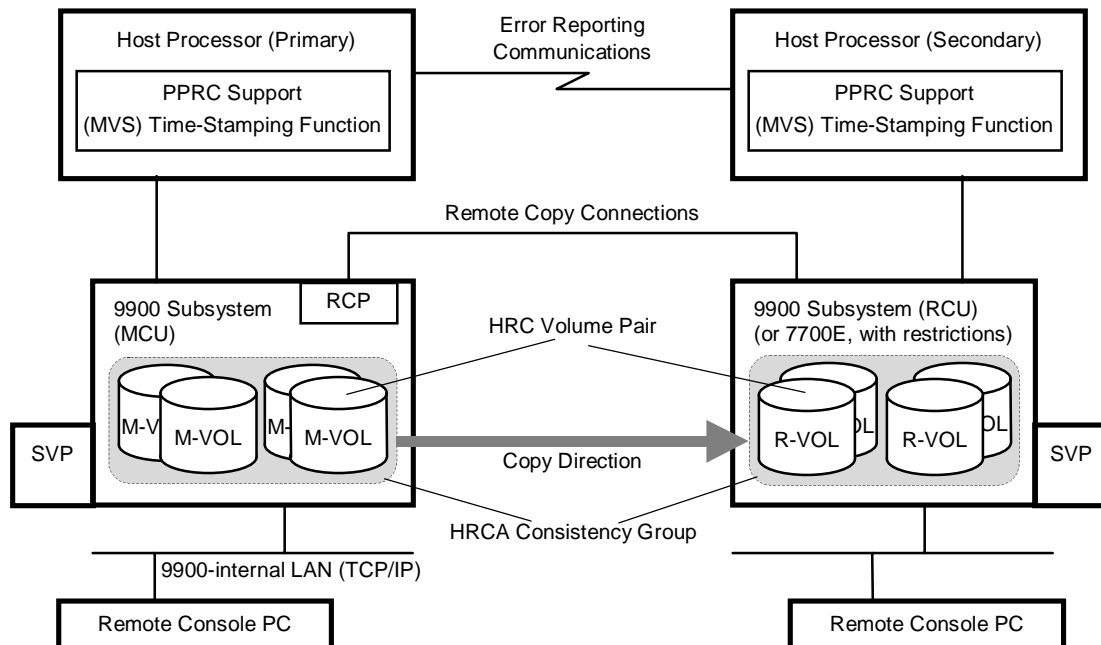 Host Processor (Primary)
PPRC Support
(MVS) Time-Stamping Function
Error Reporting
Communications
Host Processor (Secondary)
PPRC Support
(MVS) Time-Stamping Function
Remote Copy Connections
9900 Subsystem
(MCU)
RCP
HRC Volume Pair
9900 Subsystem (RCU)
(or 7700E, with restrictions)
M-V
M-VOL
M-
M-VOL
R-VOL
OL
R-VOL
OL
SVP
Copy Direction
SVP
HRCA Consistency Group
9900-internal LAN (TCP/IP)
Remote Console PC
Remote Console PC